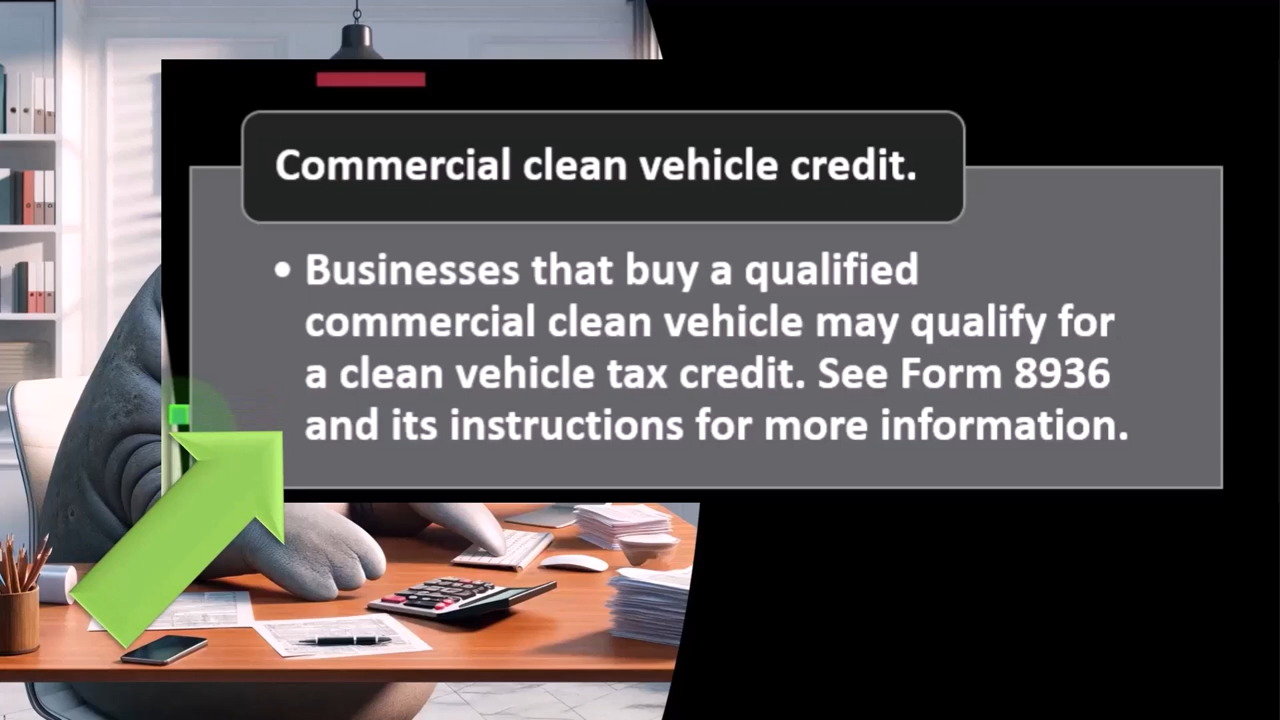 Commercial clean vehicle credit.
• Businesses that buy a qualified
commercial clean vehicle may qualify for
a clean vehicle tax credit. See Form 8936
and its instructions for more information.